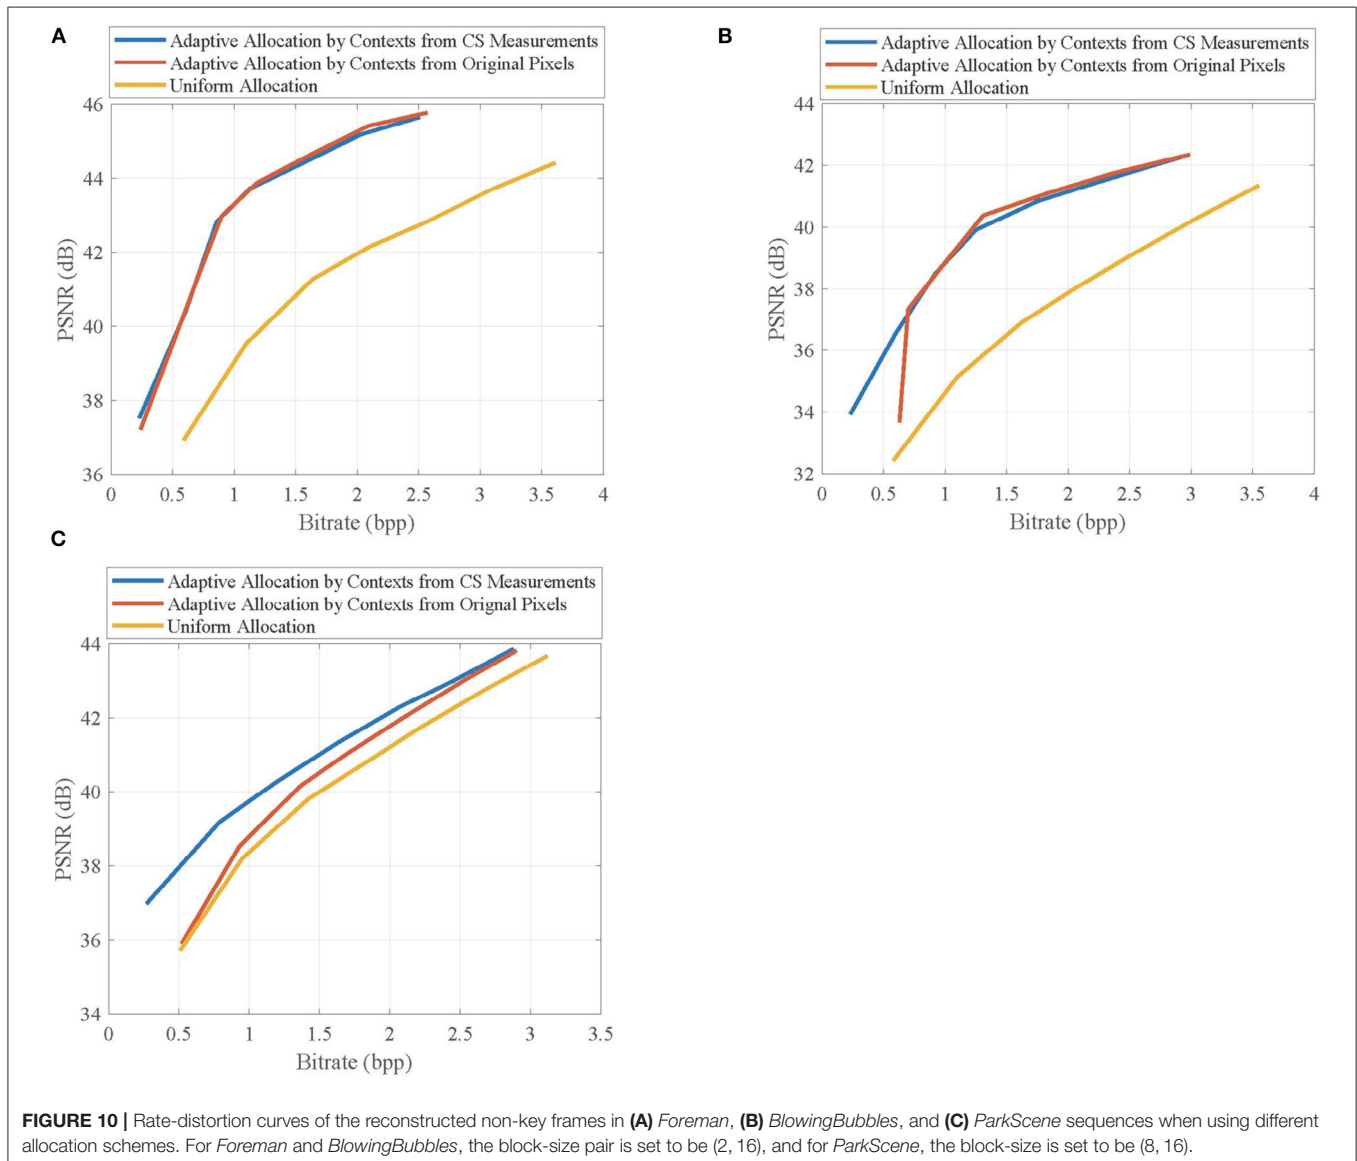 A
Adaptive Allocation by Contexts from CS Measurements
Adaptive Allocation by Contexts from Original Pixels
Uniform Allocation
46
44
42
40
38
36
PSNR (dB)
0 0.5 1 1.5 2 2.5 3 3.5 4
Bitrate (bpp)
B
Adaptive Allocation by Contexts from CS Measurements
Adaptive Allocation by Contexts from Original Pixels
Uniform Allocation
44
42
40
38
36
34
32
PSNR (dB)
0 0.5 1 1.5 2 2.5 3 3.5 4
Bitrate (bpp)
C
Adaptive Allocation by Contexts from CS Measurements
Adaptive Allocation by Contexts from Orignal Pixels
Uniform Allocation
44
42
40
38
36
34
PSNR (dB)
0 0.5 1 1.5 2 2.5 3 3.5
Bitrate (bpp)
FIGURE 10 | Rate-distortion curves of the reconstructed non-key frames in (A) Foreman, (B) BlowingBubbles, and (C) ParkScene sequences when using different
allocation schemes. For Foreman and BlowingBubbles, the block-size pair is set to be (2, 16), and for ParkScene, the block-size is set to be (8, 16).